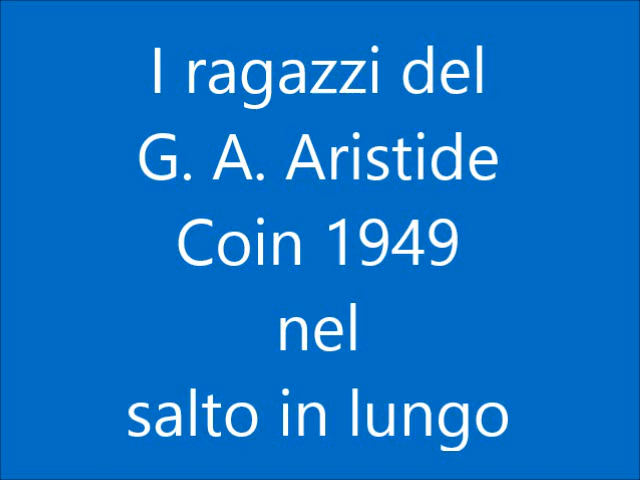 I ragazzi del
G. A. Aristide
Coin 1949
nel
salto in lungo